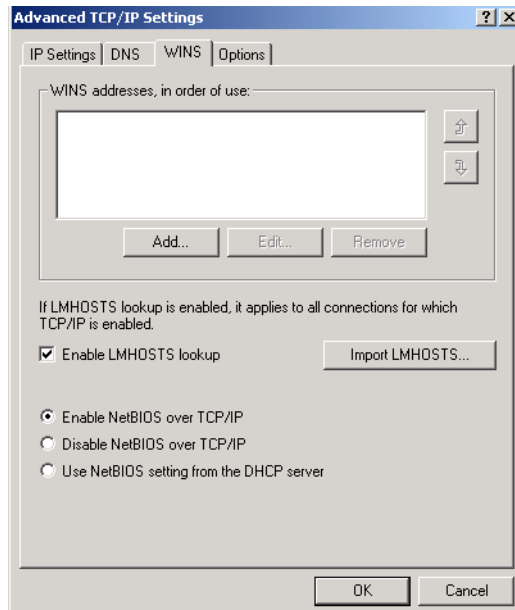 Advanced TCP/IP Settings
IP Settings DNS WINS Options
WINS addresses, in order of use:
Add... Edit... Remove
If LMHOSTS lookup is enabled, it applies to all connections for which
TCP/IP is enabled.
Enable LMHOSTS lookup Import LMHOSTS...
Enable NetBIOS over TCP/IP
Disable NetBIOS over TCP/IP
Use NetBIOS setting from the DHCP server
OK Cancel